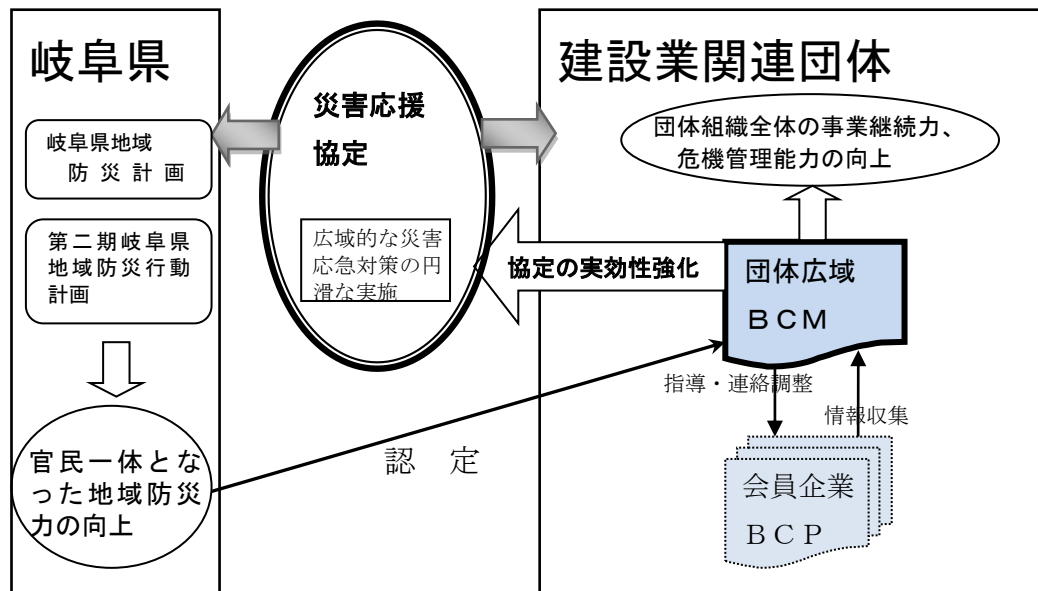 岐阜県
岐阜県地域
防災計画
第二期岐阜県
地域防災行動
計画
官民一体とな
った地域防災
力の向上
災害応援
協定
広域的な災害
応急対策の円
滑な実施
認 定
建設業関連団体
団体組織全体の事業継続力、
危機管理能力の向上
協定の実効性強化
団体広域
ＢＣＭ
指導・連絡調整
情報収集
会員企業
ＢＣＰ